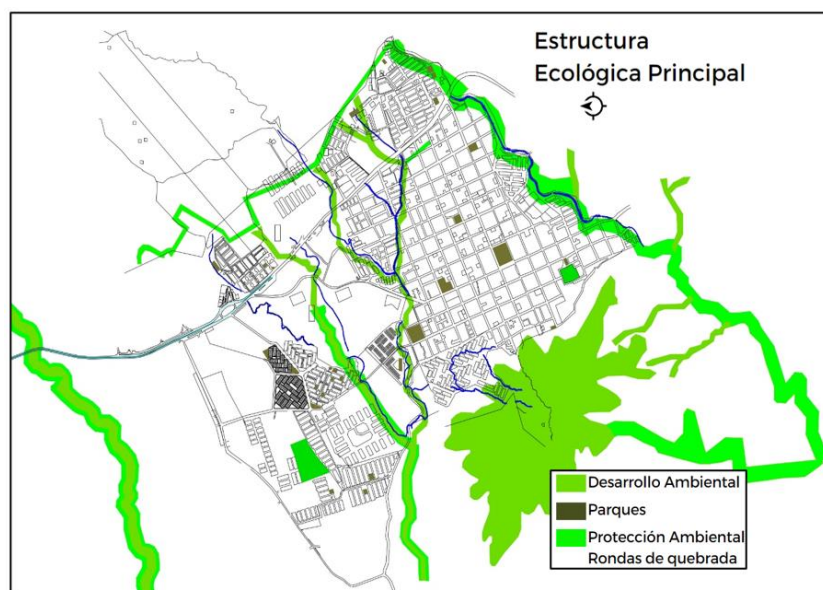 Estructura
Ecológica Principal
Desarrollo Ambiental
Parques
Protección Ambiental
Rondas de quebrada